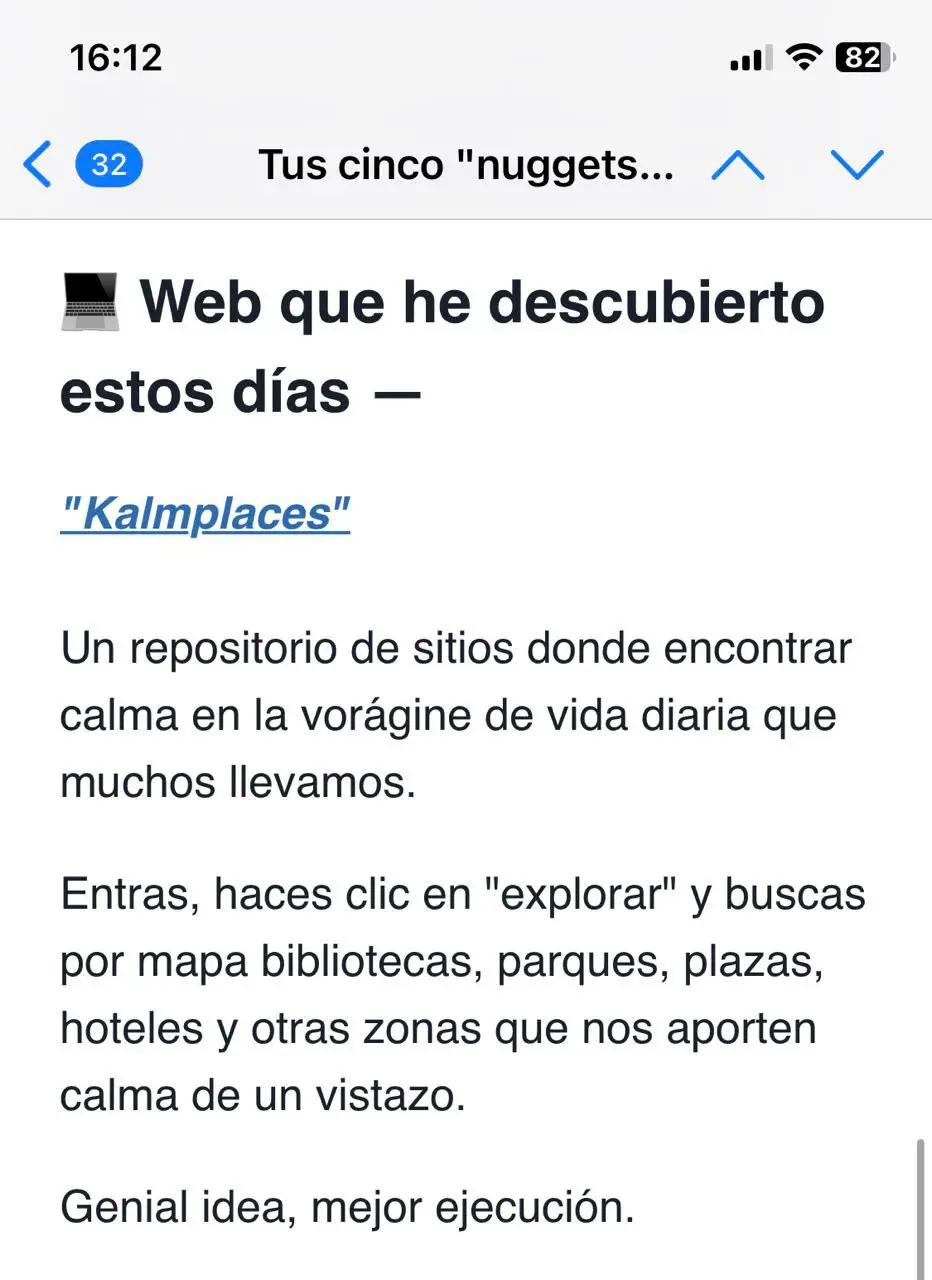 16:12
82
32
Tus cinco "nuggets...
Web que he descubierto
estos días —
"Kalmplaces"
Un repositorio de sitios donde encontrar
calma en la vorágine de vida diaria que
muchos llevamos.
Entras, haces clic en "explorar" y buscas
por mapa bibliotecas, parques, plazas,
hoteles y otras zonas que nos aporten
calma de un vistazo.
Genial idea, mejor ejecución.